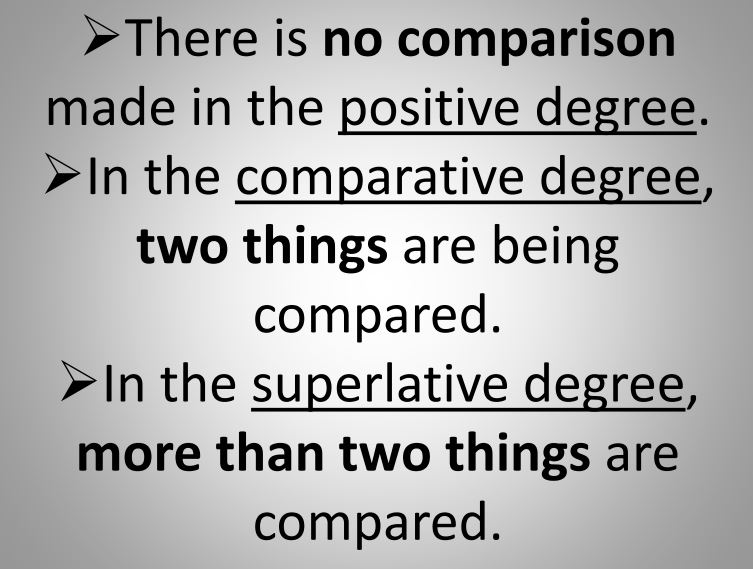 ➢There is no comparison
made in the positive degree.
➢In the comparative degree,
two things are being
compared.
➢In the superlative degree,
more than two things are
compared.